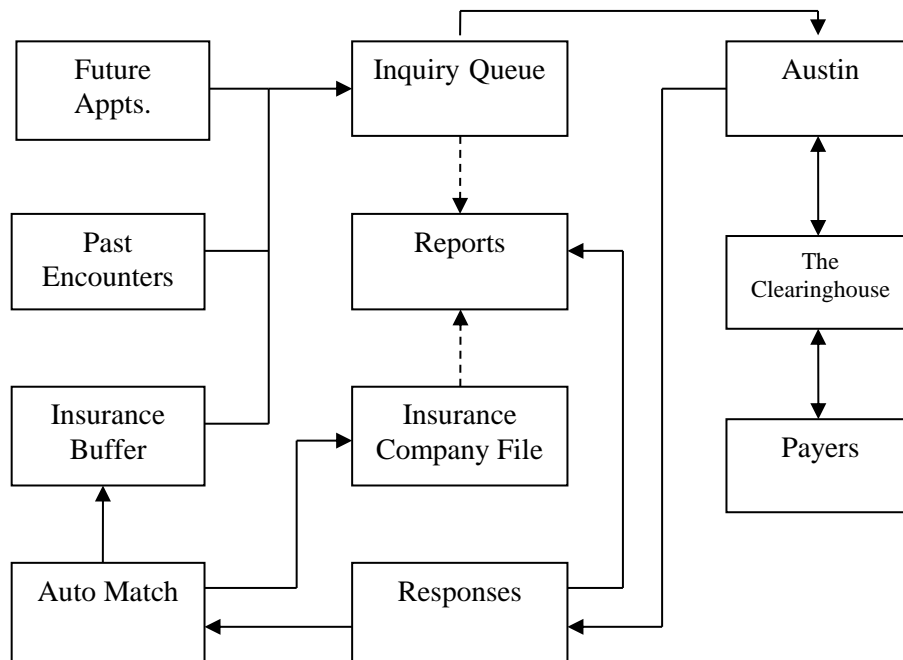 Future
Appts.
Inquiry Queue
Austin
Past
Encounters
Reports
The
Clearinghouse
Insurance
Buffer
Insurance
Company File
Payers
Auto Match
Responses